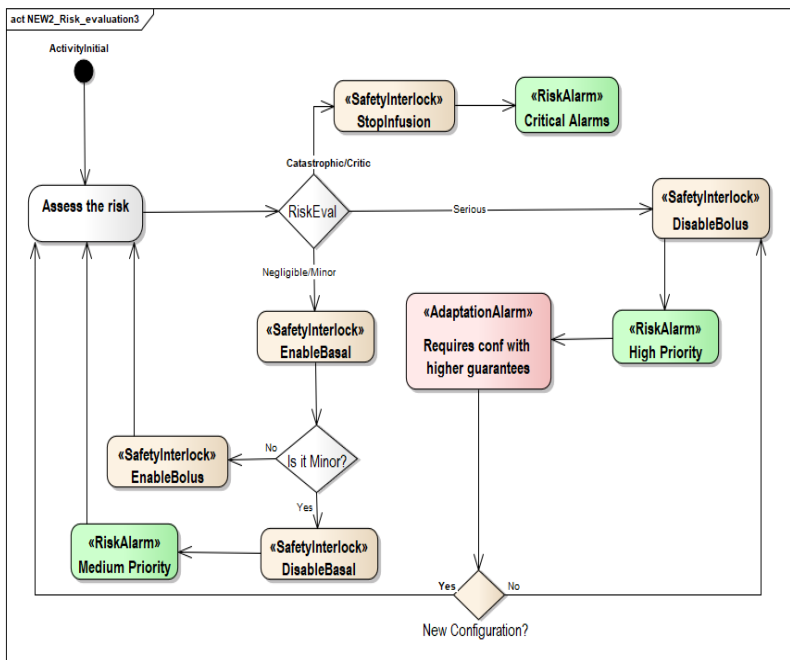 act NEW2_Risk_evaluation3
ActivityInitial
«SafetyInterlock»
StopInfusion
«RiskAlarm»
Critical Alarms
Catastrophic/Critic
Assess the risk
RiskEval
Serious
«SafetyInterlock»
DisableBolus
Negligible/Minor
«SafetyInterlock»
EnableBasal
«AdaptationAlarm»
Requires conf with
higher guarantees
«RiskAlarm»
High Priority
No
Is it Minor?
«SafetyInterlock»
EnableBolus
Yes
«RiskAlarm»
Medium Priority
«SafetyInterlock»
DisableBasal
Yes
No
New Configuration?